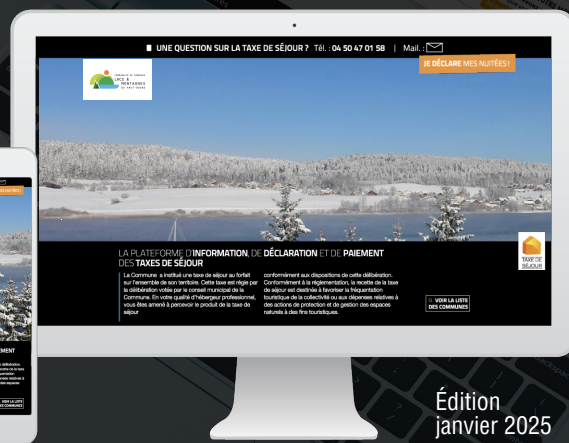 UNE QUESTION SUR LA TAXE DE SÉJOUR ? Tél. : 04 50 47 01 58 | Mail. :
JE DÉCLARE MES NUITÉES !
LACS &
MONTAGNES
DU HAUT-DOUBS
LA PLATEFORME D'INFORMATION, DE DÉCLARATION ET DE PAIEMENT
DES TAXES DE SÉJOUR
La Commune a institué une taxe de séjour au forfait
sur l'ensemble de son territoire. Cette taxe est régie par
la délibération votée par le conseil municipal de la
Commune. En votre qualité d'hébergeur professionnel,
vous êtes amené à percevoir le produit de la taxe de
séjour
conformément aux dispositions de cette délibération.
Conformément à la réglementation, la recette de la taxe
de séjour est destinée à favoriser la fréquentation
touristique de la collectivité ou aux dépenses relatives à
des actions de protection et de gestion des espaces
naturels à des fins touristiques.
TAXE DE
SÉJOUR
VOIR LA LISTE
DES COMMUNES
Édition
janvier 2025